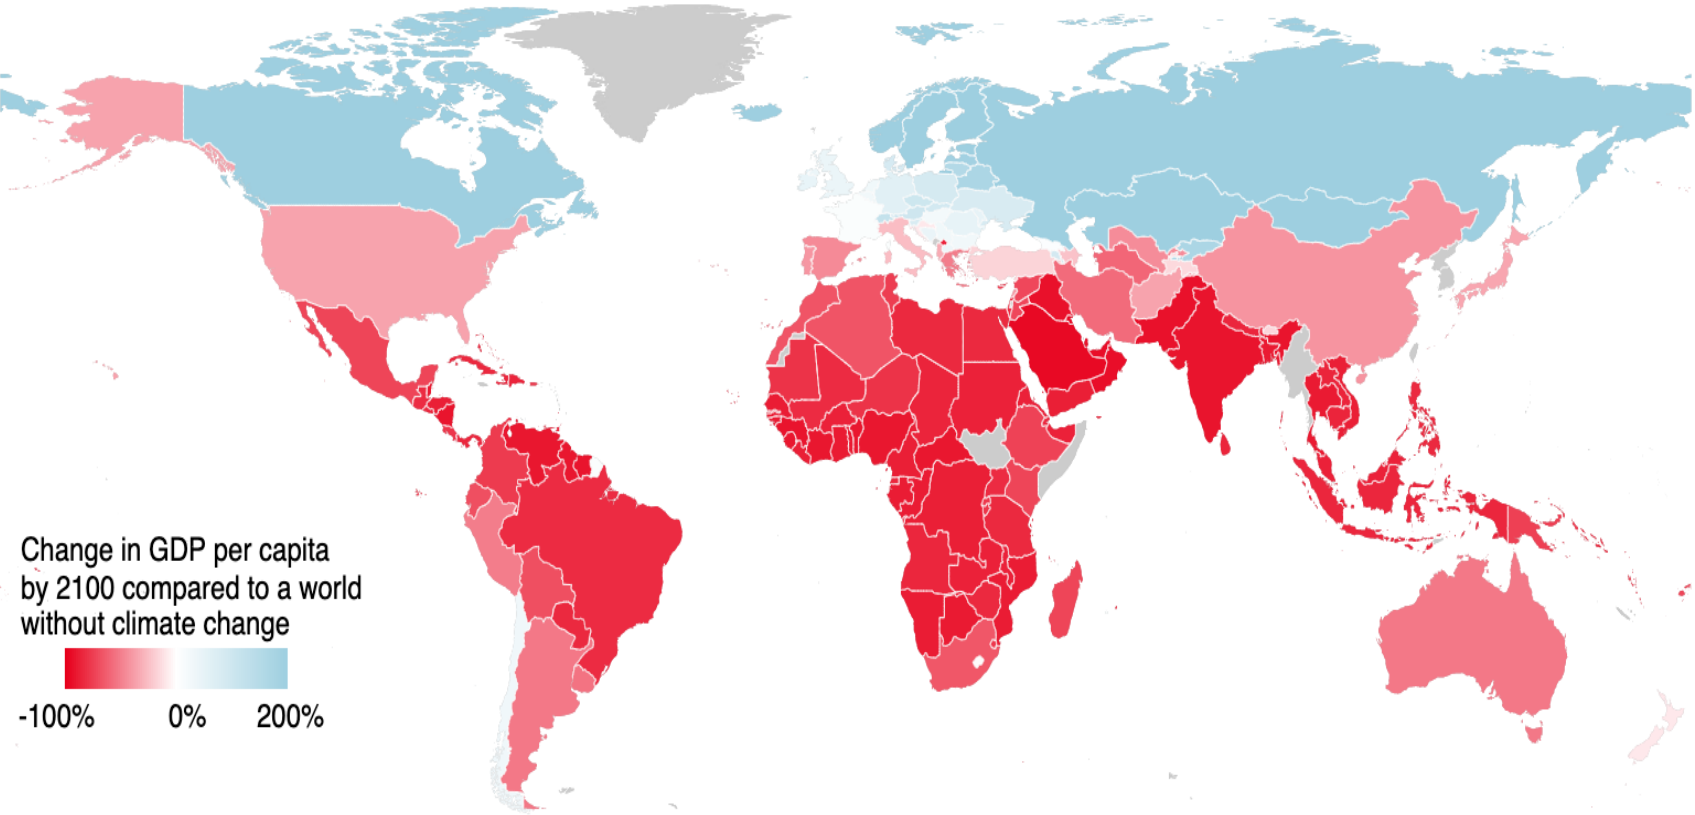 Change in GDP per capita
by 2100 compared to a world
without climate change
-100% 0% 200%